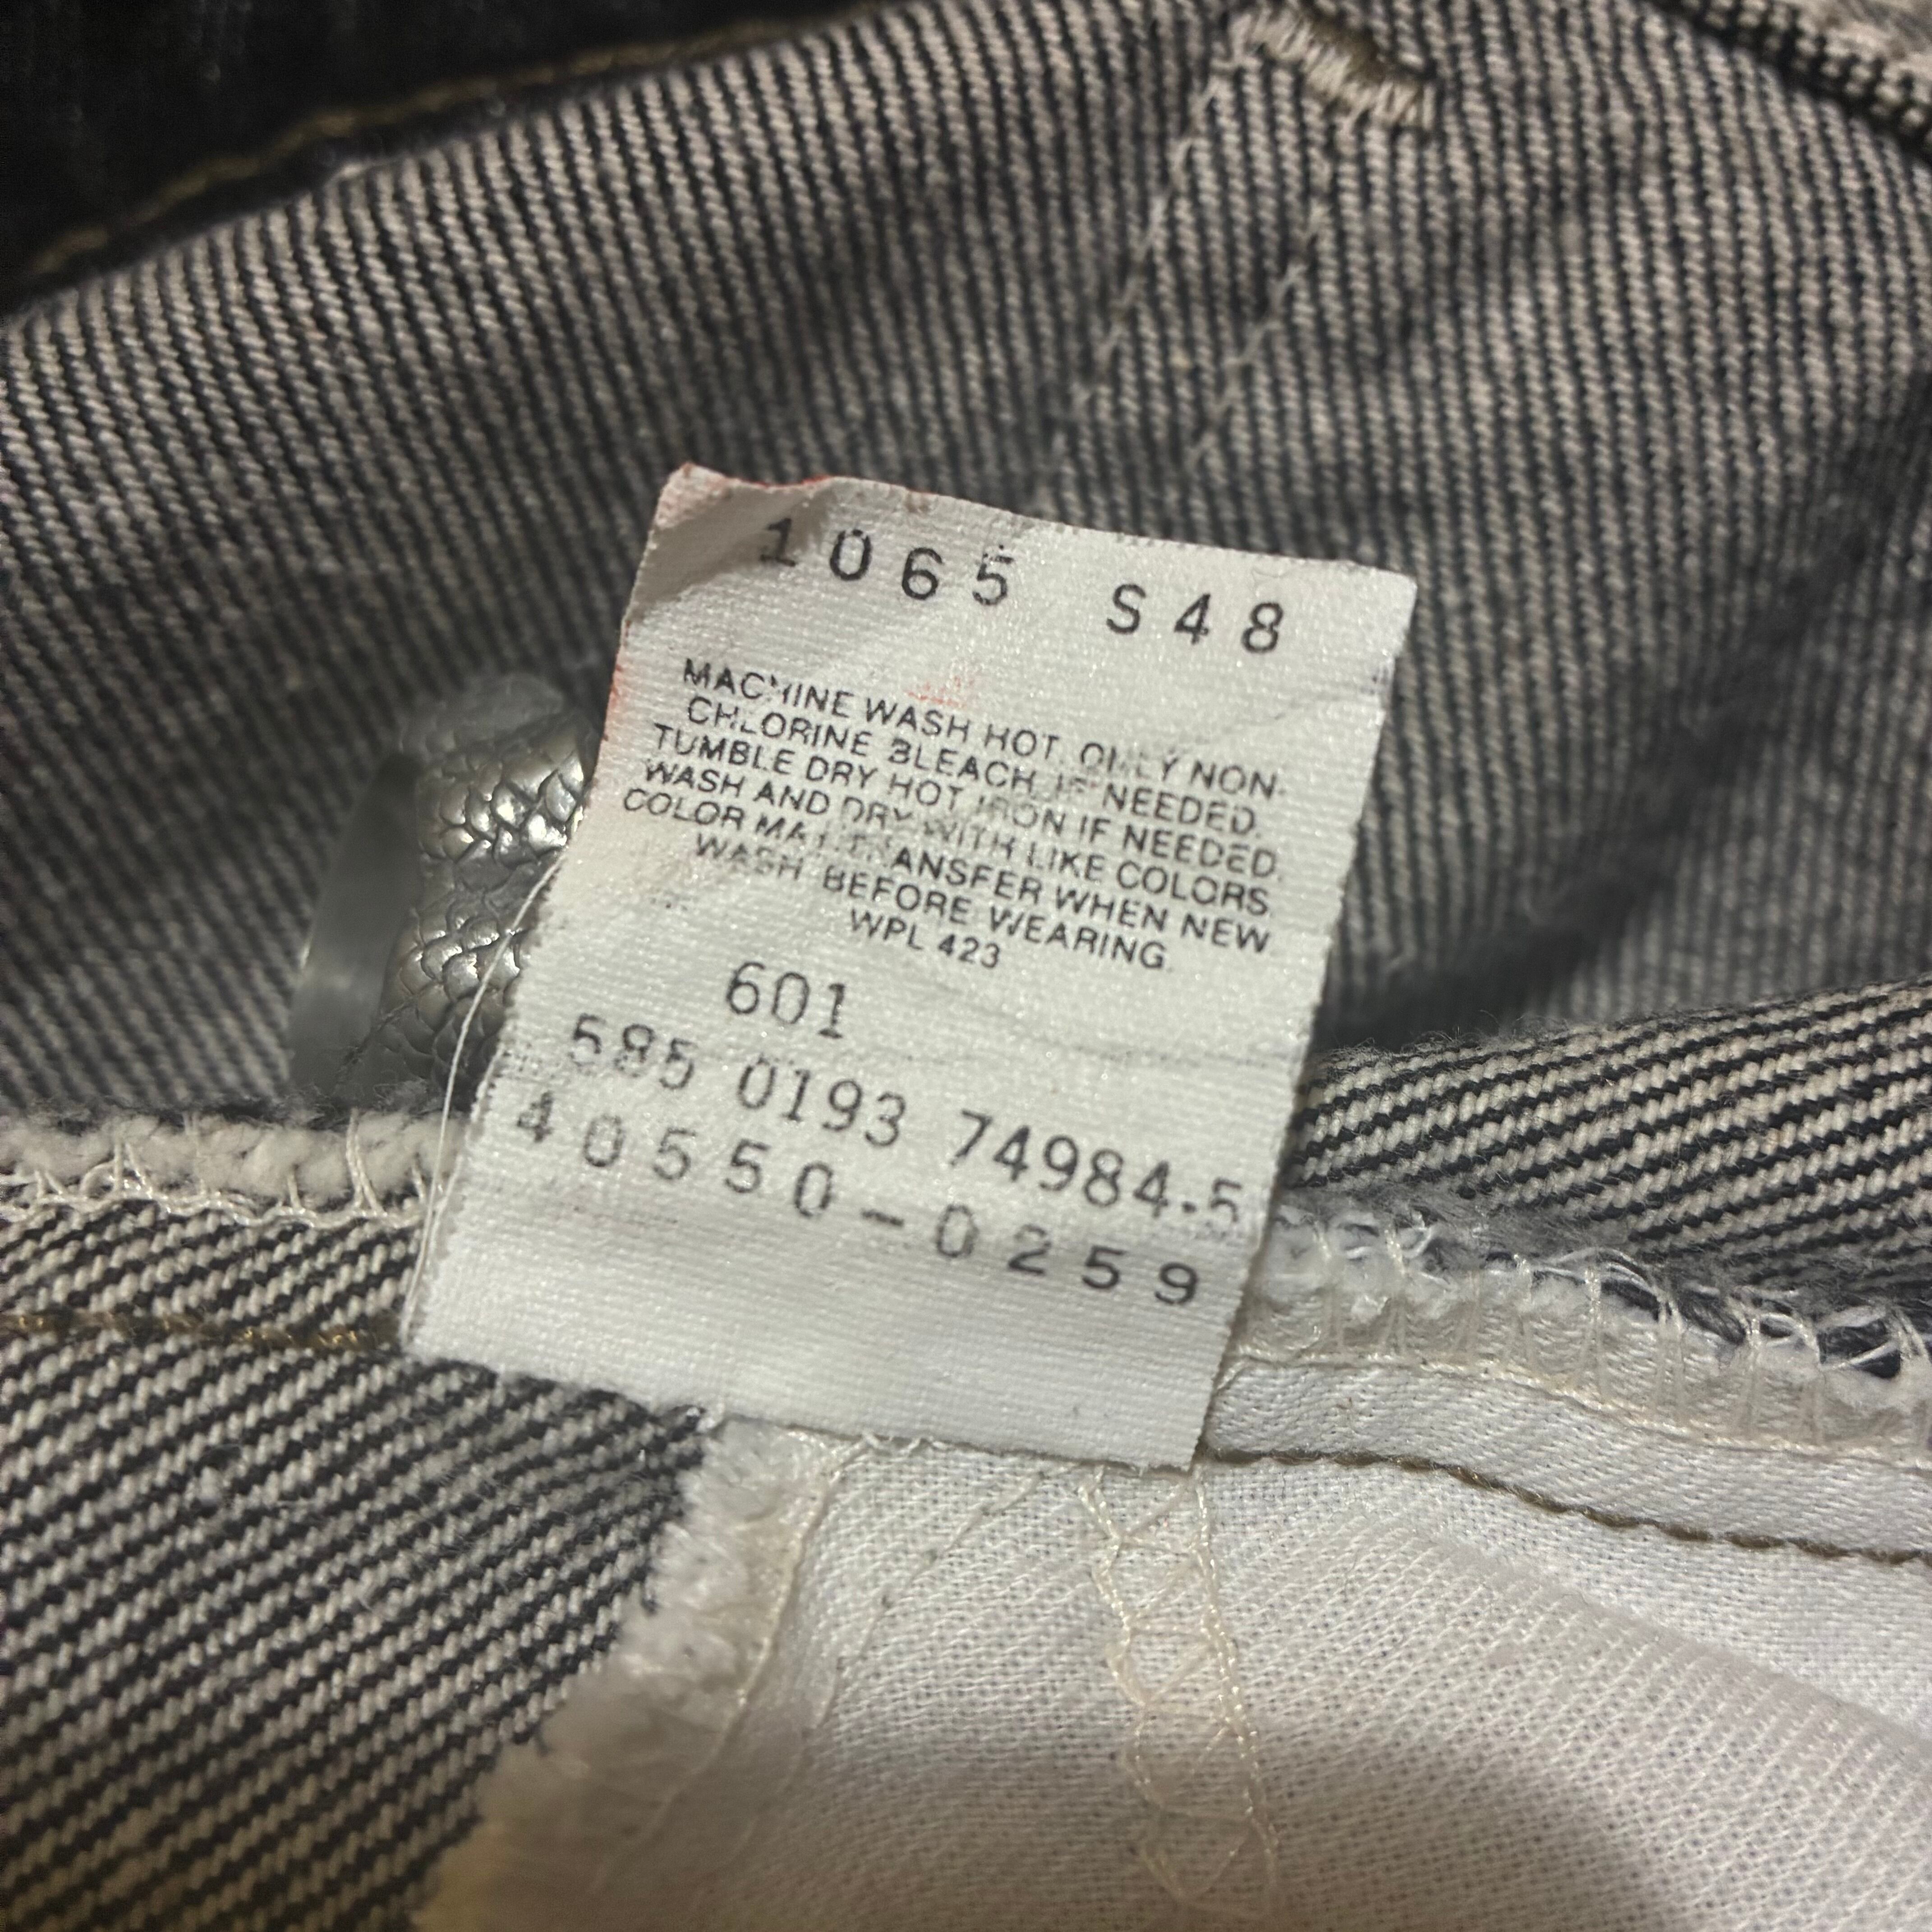 1065 S48
MACHINE WASH HOT. ONLY NON-
CHLORINE BLEACH, IF NEEDED.
TUMBLE DRY HOT IRON IF NEEDED.
WASH AND DRY WITH LIKE COLORS.
COLOR MAY TRANSFER WHEN NEW
WASH BEFORE WEARING.
WPL 423
601
585 0193 74984.5
40550-0259